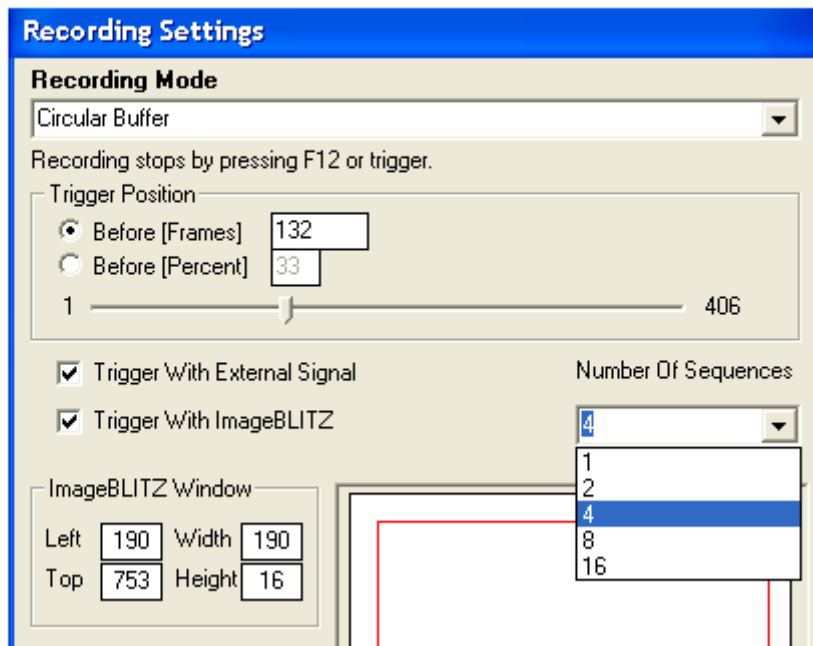 Recording Settings
Recording Mode
Circular Buffer
Recording stops by pressing F12 or trigger.
Trigger Position
Before [Frames] 132
Before [Percent] 33
1 406
Trigger With External Signal
Number Of Sequences
Trigger With ImageBLITZ
4
1
2
4
8
16
ImageBLITZ Window
Left 190 Width 190
Top 753 Height 16